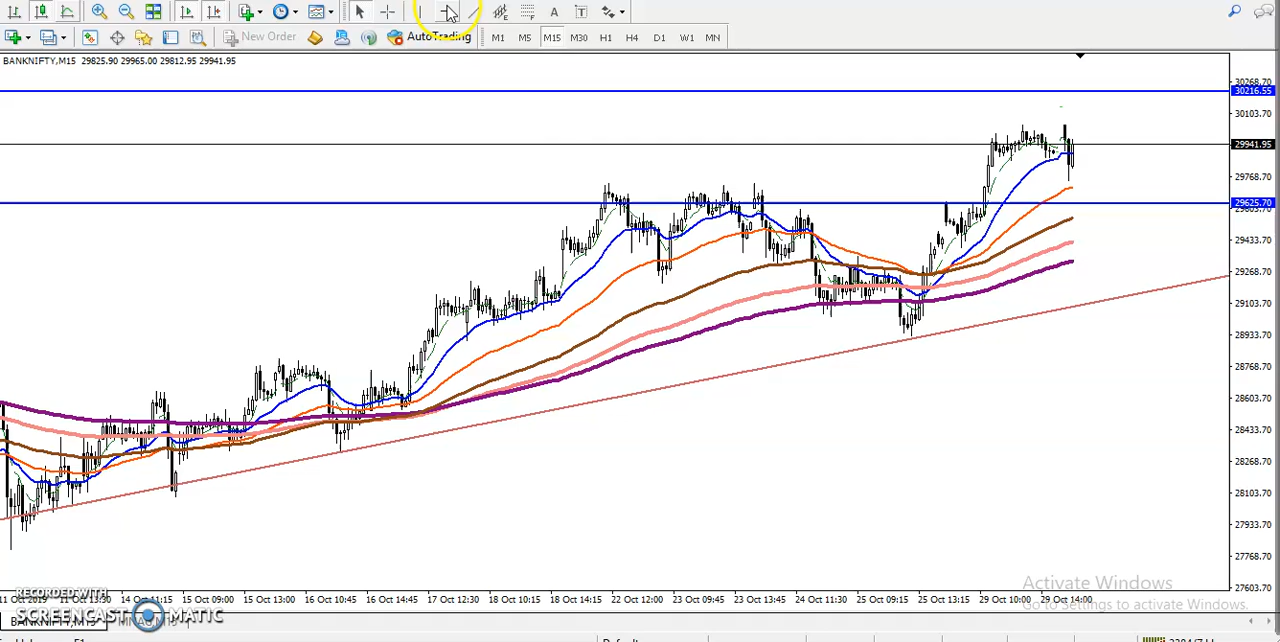 A T
New Order AutoTrading M1 M5 M15 M30 H1 H4 D1 W1 MN
BANKNIFTY,M15 29825.90 29965.00 29812.95 29941.95
30268.70
30216.55
30103.70
29941.95
29768.70
29625.70
29433.70
29268.70
29103.70
28933.70
28768.70
28603.70
28433.70
28268.70
28103.70
27933.70
27768.70
27603.70
11 Oct 2019 11 Oct 13:30 14 Oct 11:15 15 Oct 09:00 16 Oct 10:45 16 Oct 14:45 17 Oct 12:30 18 Oct 10:15 18 Oct 14:15 22 Oct 12:00 23 Oct 09:45 23 Oct 13:45 24 Oct 11:30 25 Oct 09:15 25 Oct 13:15 29 Oct 10:00 29 Oct 14:00
Activate Windows
Go to Settings to activate Windows.
RECORDED WITH
SCREENCAST MATIC